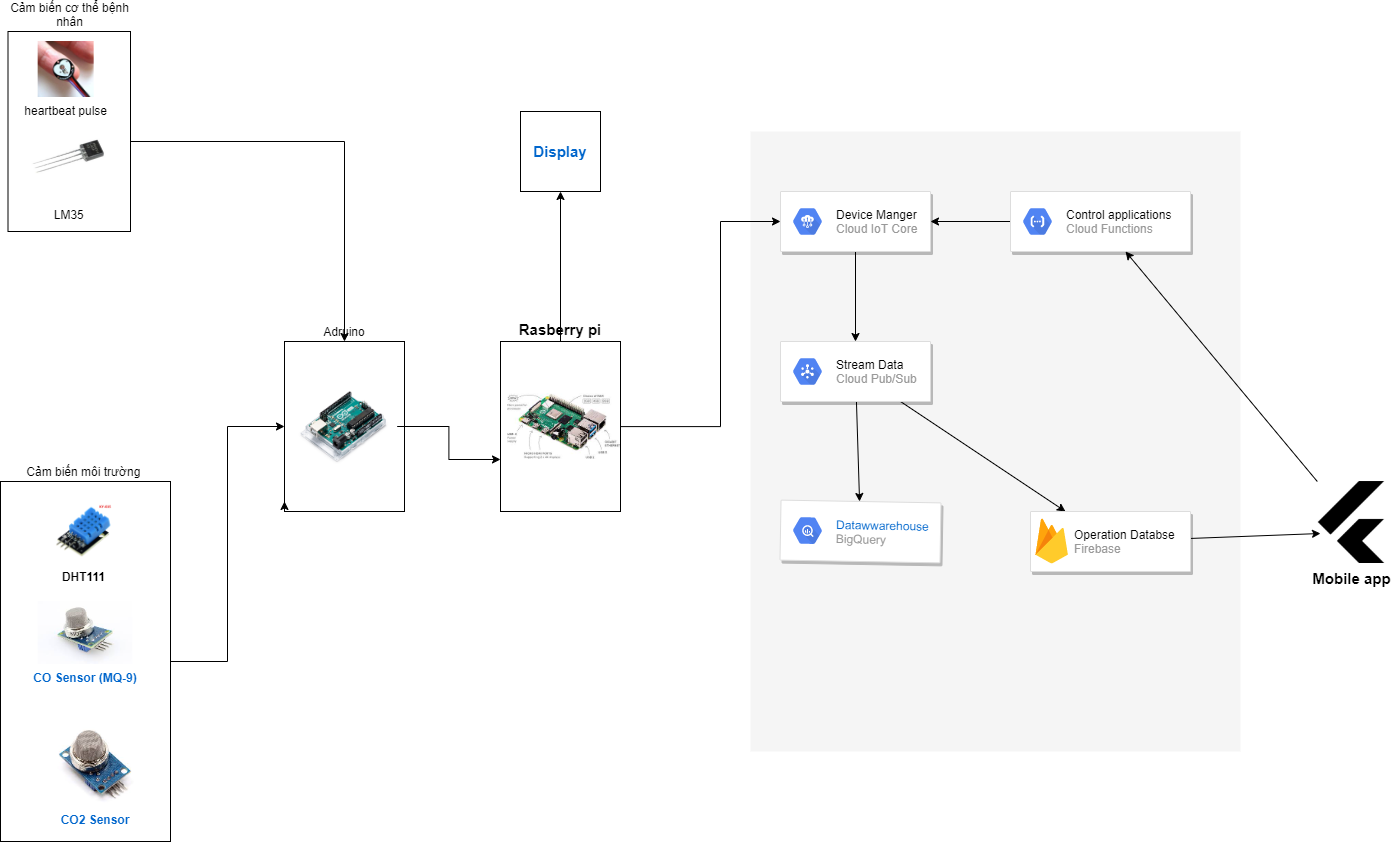 Cảm biến cơ thể bệnh
nhân
heartbeat pulse
LM35
Display
Device Manger
Cloud IoT Core
Control applications
Cloud Functions
Adruino
Rasberry pi
Stream Data
Cloud Pub/Sub
Cảm biến môi trường
DHT111
CO Sensor (MQ-9)
CO2 Sensor
Datawwarehouse
BigQuery
Operation Databse
Firebase
Mobile app